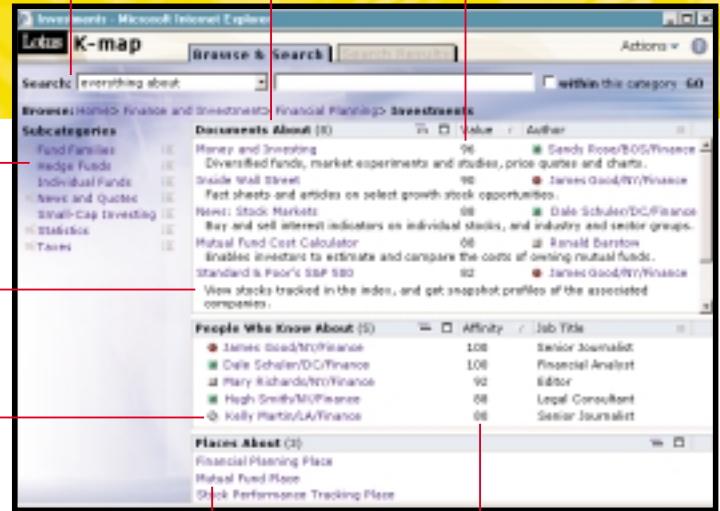 Investments - Microsoft Internet Explorer
Lotus K-map
Browse & Search
Search Results
Actions
Search: everything about
within this category GO
Browse: Home> Finance and Investment> Financial Planning> Investments
Subcategories
Fund Families
Hedge Funds
Individual Funds
News and Quotes
Small-Cap Investing
Statistics
Taxes
Documents About (8) Value / Author
Money and Investing 96 Sandy Rose/BOS/Finance
Diversified funds, market experiments and studies, price quotes and charts.
Inside Wall Street 90 James Good/NY/Finance
Fact sheets and articles on select growth stock opportunities.
News: Stock Markets 88 Dale Schuler/DC/Finance
Buy and sell interest indicators on individual stocks, and industry and sector groups.
Mutual Fund Cost Calculator 88 Ronald Barstow
Enables investors to estimate and compare the costs of owning mutual funds.
Standard & Poor's S&P 500 82 James Good/NY/Finance
View stocks tracked in the index, and get snapshot profiles of the associated
companies.
People Who Know About (5) Affinity / Job Title
James Good/NY/Finance 100 Senior Journalist
Dale Schuler/DC/Finance 100 Financial Analyst
Mary Richards/NY/Finance 92 Editor
Hugh Smith/NJ/Finance 88 Legal Consultant
Kelly Martin/LA/Finance 88 Senior Journalist
Places About (3)
Financial Planning Place
Mutual Fund Place
Stock Performance Tracking Place